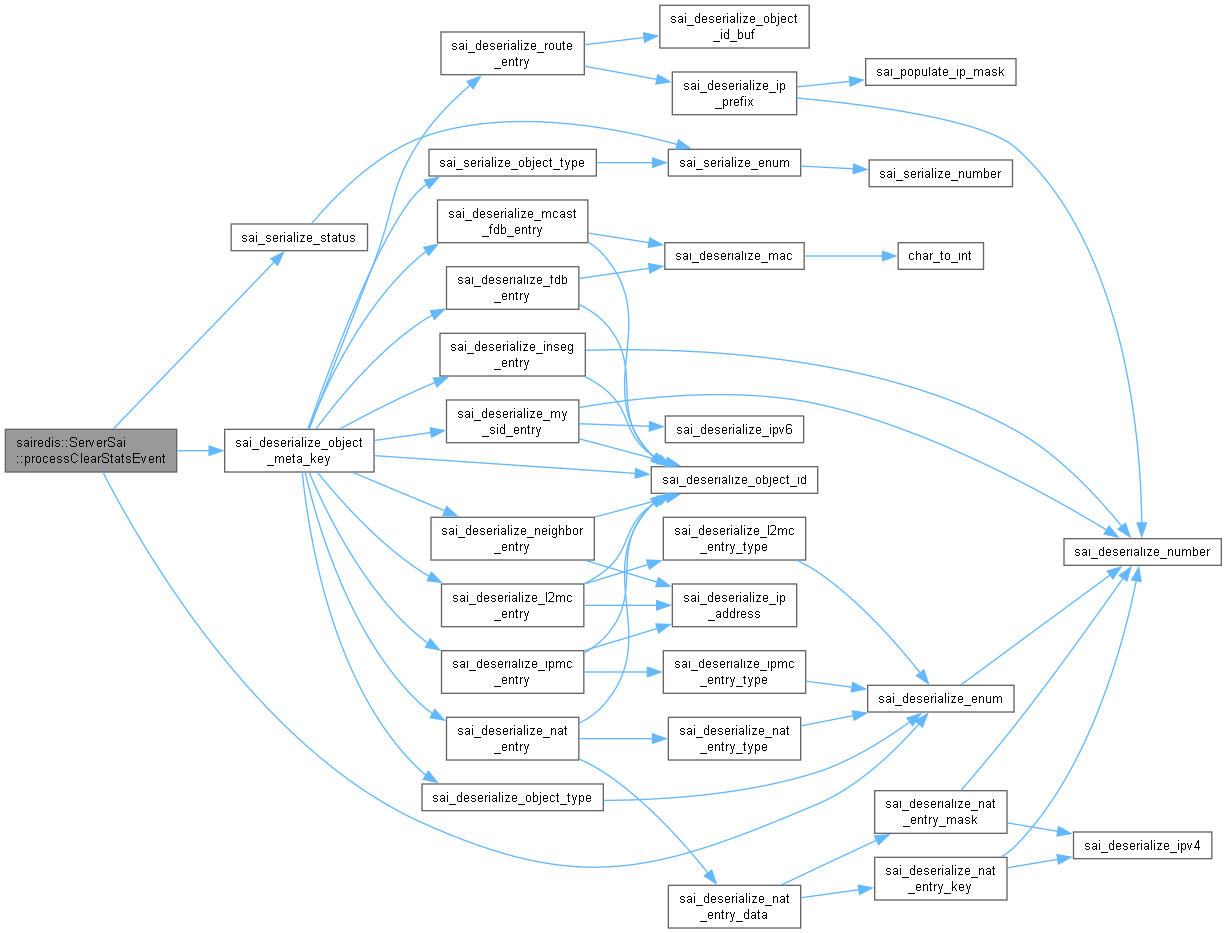 sai_deserialize_object
_id_buf
sai_deserialize_route
_entry
sai_populate_ip_mask
sai_deserialize_ip
_prefix
sai_serialize_object_type
sai_serialize_enum
sai_serialize_number
sai_deserialize_mcast
_fdb_entry
sai_serialize_status
sai_deserialize_mac
char_to_int
sai_deserialize_fdb
_entry
sai_deserialize_inseg
_entry
sai_deserialize_my
_sid_entry
sai_deserialize_ipv6
sairedis::ServerSai
::processClearStatsEvent
sai_deserialize_object
_meta_key
sai_deserialize_object_id
sai_deserialize_neighbor
_entry
sai_deserialize_l2mc
_entry_type
sai_deserialize_number
sai_deserialize_l2mc
_entry
sai_deserialize_ip
_address
sai_deserialize_ipmc
_entry
sai_deserialize_ipmc
_entry_type
sai_deserialize_enum
sai_deserialize_nat
_entry
sai_deserialize_nat
_entry_type
sai_deserialize_object_type
sai_deserialize_nat
_entry_mask
sai_deserialize_ipv4
sai_deserialize_nat
_entry_key
sai_deserialize_nat
_entry_data